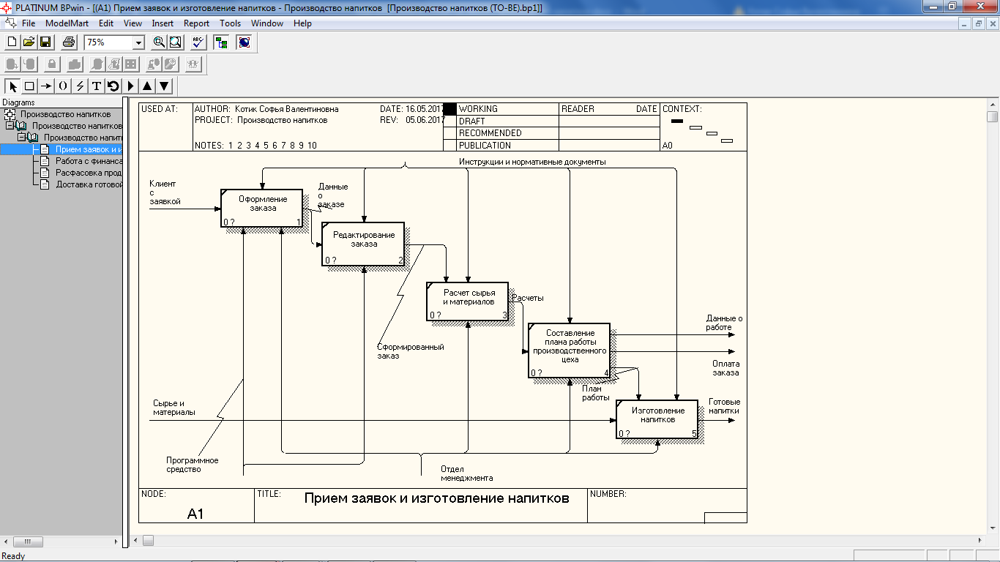 PLATINUM BPwin - [(A1) Прием заявок и изготовление напитков - Производство напитков [Производство напитков (TO-BE).bp1]]
File ModelMart Edit View Insert Report Tools Window Help
75%
ABC
T
Diagrams
Производство напитков
Производство напитков
Производство напит
Прием заявок и и
Работа с финанса
Расфасовка прод
Доставка готовой
USED AT:
AUTHOR: Котик Софья Валентиновна
DATE: 16.05.2017
PROJECT: Производство напитков
REV: 05.06.2017
NOTES: 1 2 3 4 5 6 7 8 9 10
WORKING
DRAFT
RECOMMENDED
PUBLICATION
READER DATE
CONTEXT:
A0
Инструкции и нормативные документы
Клиент
с
заявкой
Оформление
заказа
0 ? 1
Данные
о
заказе
Редактирование
заказа
0 ? 2
Расчет сырья
и материалов
0 ? 3
Расчеты
Составление
плана работы
производственного
цеха
0 ? 4
Данные о
работе
Оплата
заказа
Сформированный
заказ
План
работы
Сырье и
материалы
Изготовление
напитков
0 ? 5
Готовые
напитки
Программное
средство
Отдел
менеджмента
NODE:
A1
TITLE:
Прием заявок и изготовление напитков
NUMBER:
Ready